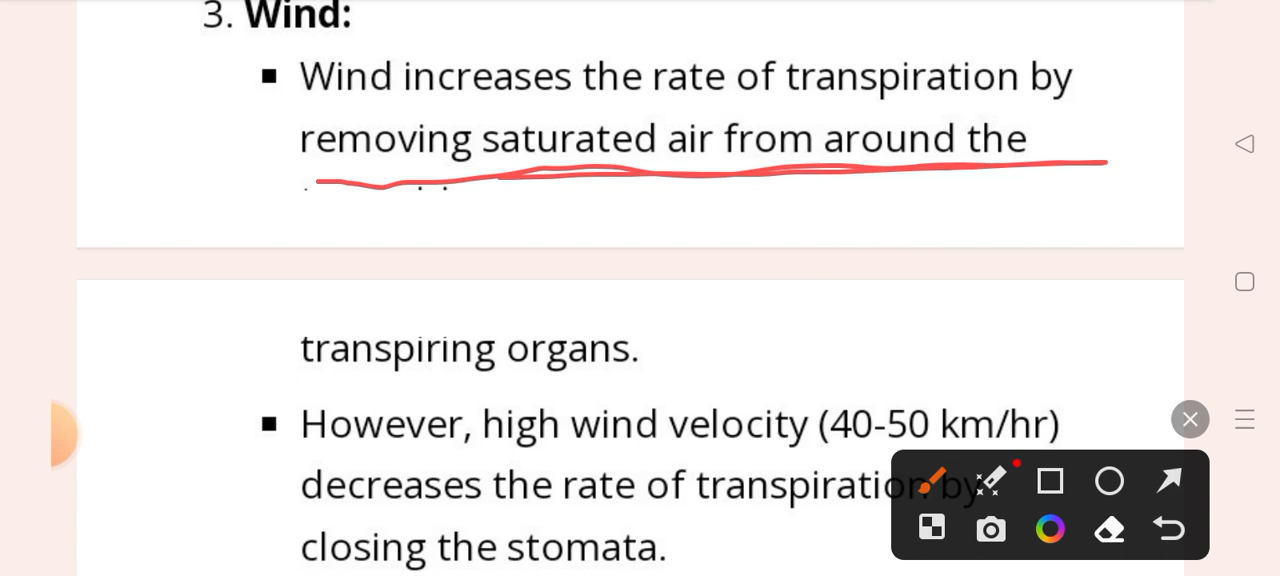 3. Wind:
▪ Wind increases the rate of transpiration by
removing saturated air from around the
transpiring organs.
▪ However, high wind velocity (40-50 km/hr)
decreases the rate of transpiration by
closing the stomata.